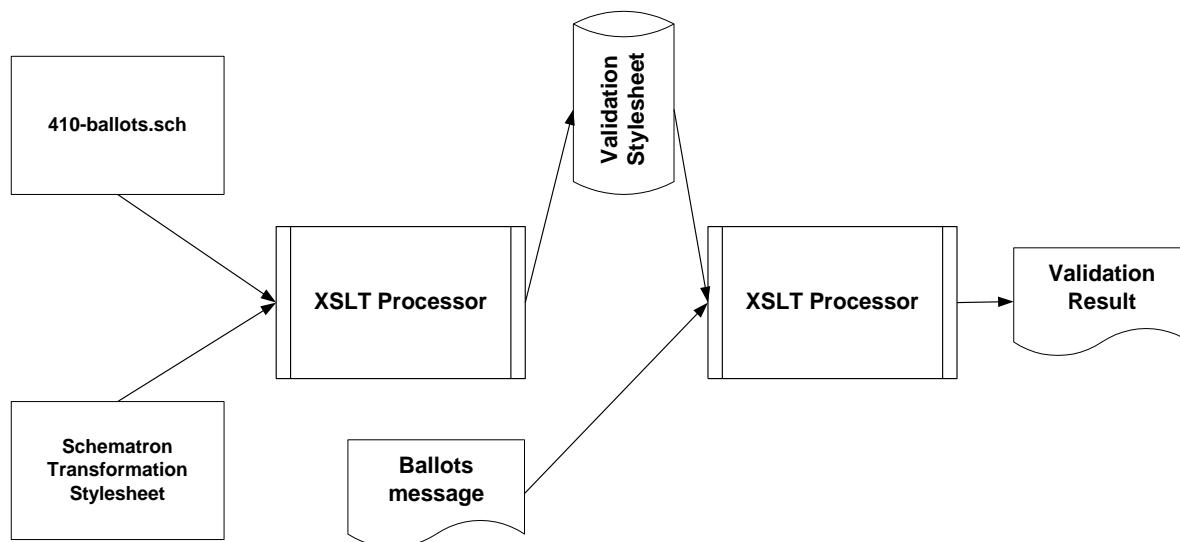 410-ballots.sch
Schematron
Transformation
Stylesheet
XSLT Processor
Validation
Stylesheet
Ballots
message
XSLT Processor
Validation
Result